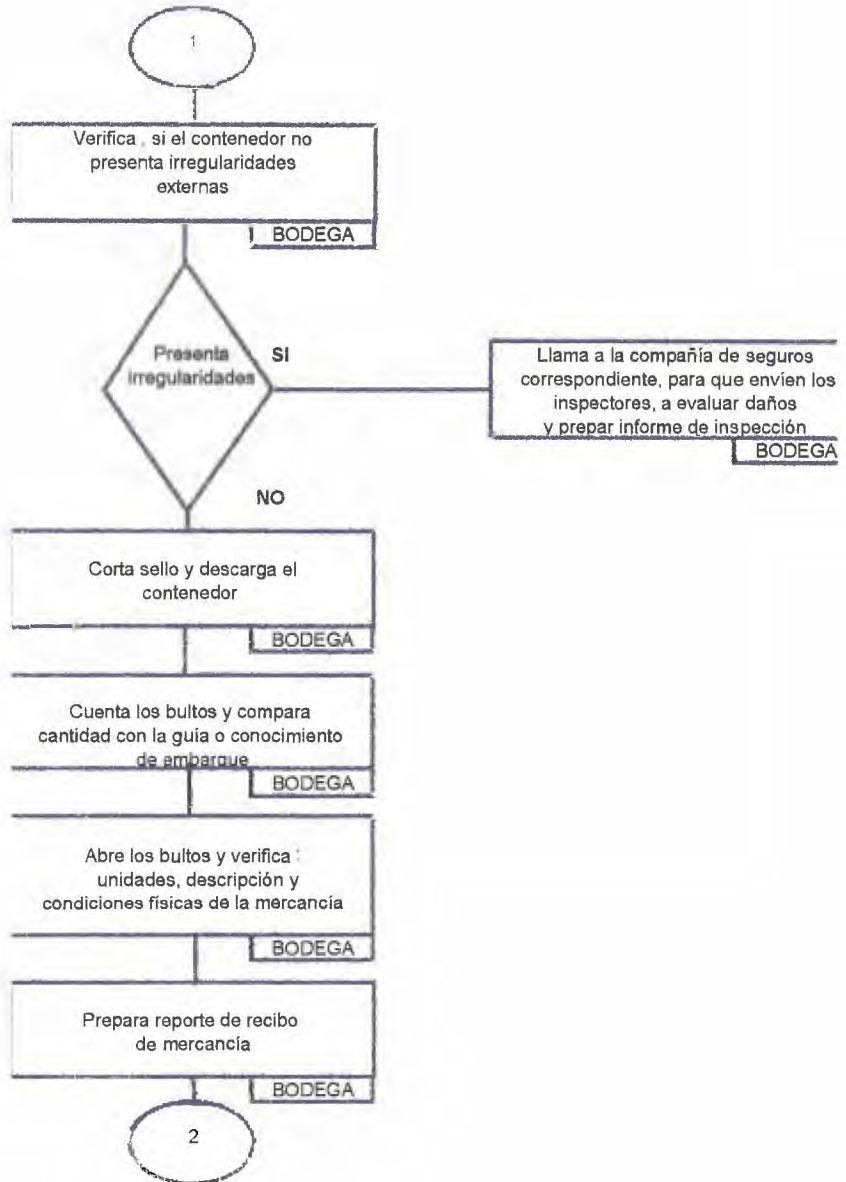 1
Verifica , si el contenedor no
presenta irregularidades
externas
BODEGA
Presenta
irregularidades
SI
Llama a la compañía de seguros
correspondiente, para que envíen los
inspectores, a evaluar daños
y prepar informe de inspección
BODEGA
NO
Corta sello y descarga el
contenedor
BODEGA
Cuenta los bultos y compara
cantidad con la guía o conocimiento
de embarque
BODEGA
Abre los bultos y verifica :
unidades, descripción y
condiciones físicas de la mercancía
BODEGA
Prepara reporte de recibo
de mercancía
BODEGA
2